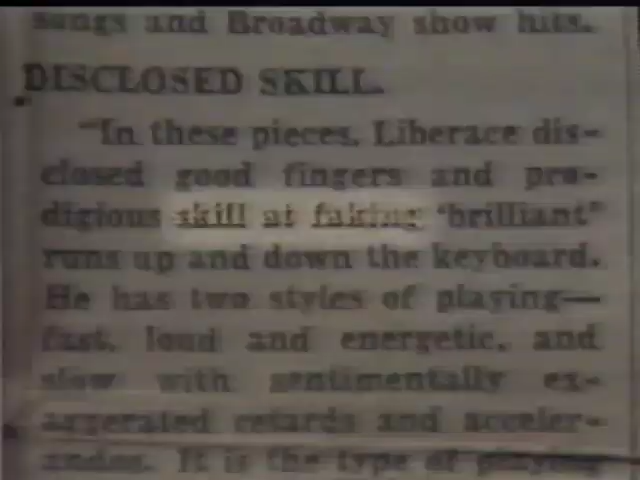 songs and Broadway show hits.
DISCLOSED SKILL.
"In these pieces, Liberace dis-
closed good fingers and pro-
digious skill at faking 'brilliant"
runs up and down the keyboard.
He has two styles of playing—
fast, loud and energetic, and
slow with sentimentally ex-
aggerated retards and acceler-
andos. It is the type of playing